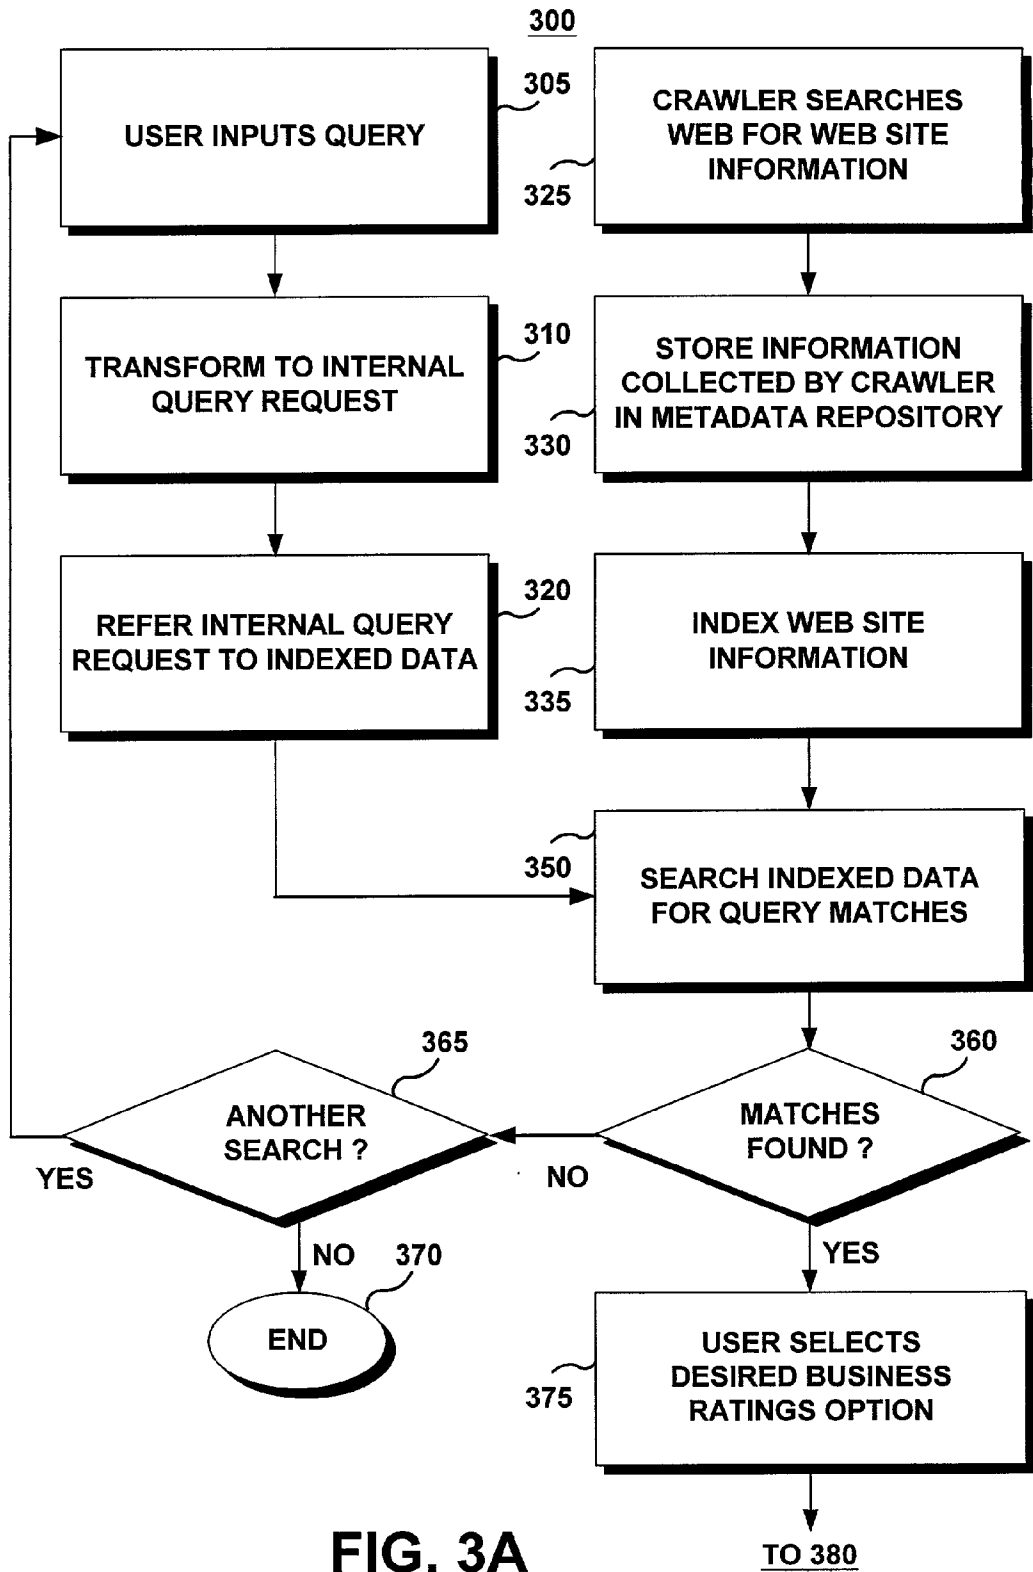 300
305
USER INPUTS QUERY
CRAWLER SEARCHES
WEB FOR WEB SITE
INFORMATION
325
310
TRANSFORM TO INTERNAL
QUERY REQUEST
STORE INFORMATION
COLLECTED BY CRAWLER
IN METADATA REPOSITORY
330
320
REFER INTERNAL QUERY
REQUEST TO INDEXED DATA
INDEX WEB SITE
INFORMATION
335
350
SEARCH INDEXED DATA
FOR QUERY MATCHES
365
ANOTHER
SEARCH ?
YES
360
MATCHES
FOUND ?
NO
NO
370
END
YES
USER SELECTS
DESIRED BUSINESS
RATINGS OPTION
375
FIG. 3A
TO 380